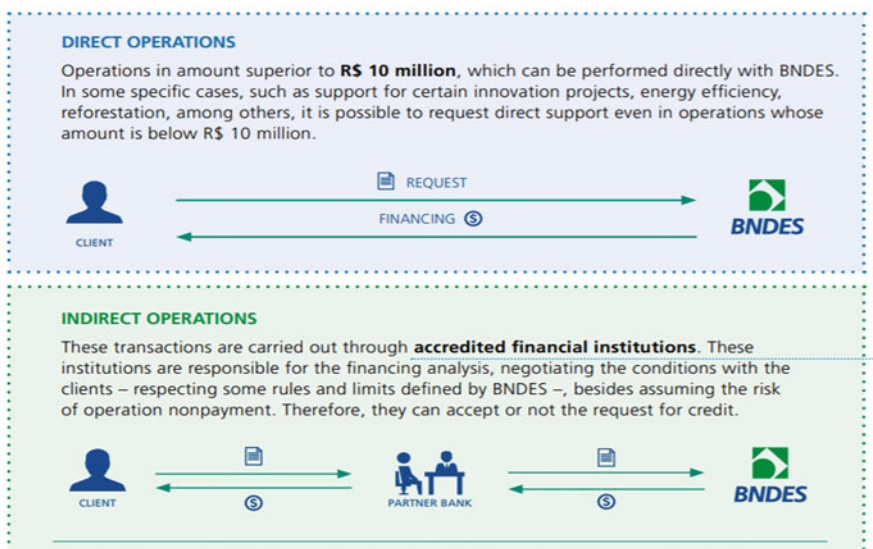 DIRECT OPERATIONS
Operations in amount superior to R$ 10 million, which can be performed directly with BNDES.
In some specific cases, such as support for certain innovation projects, energy efficiency,
reforestation, among others, it is possible to request direct support even in operations whose
amount is below R$ 10 million.
REQUEST
FINANCING $
CLIENT
BNDES
INDIRECT OPERATIONS
These transactions are carried out through accredited financial institutions. These
institutions are responsible for the financing analysis, negotiating the conditions with the
clients – respecting some rules and limits defined by BNDES –, besides assuming the risk
of operation nonpayment. Therefore, they can accept or not the request for credit.
CLIENT
$
PARTNER BANK
$
BNDES